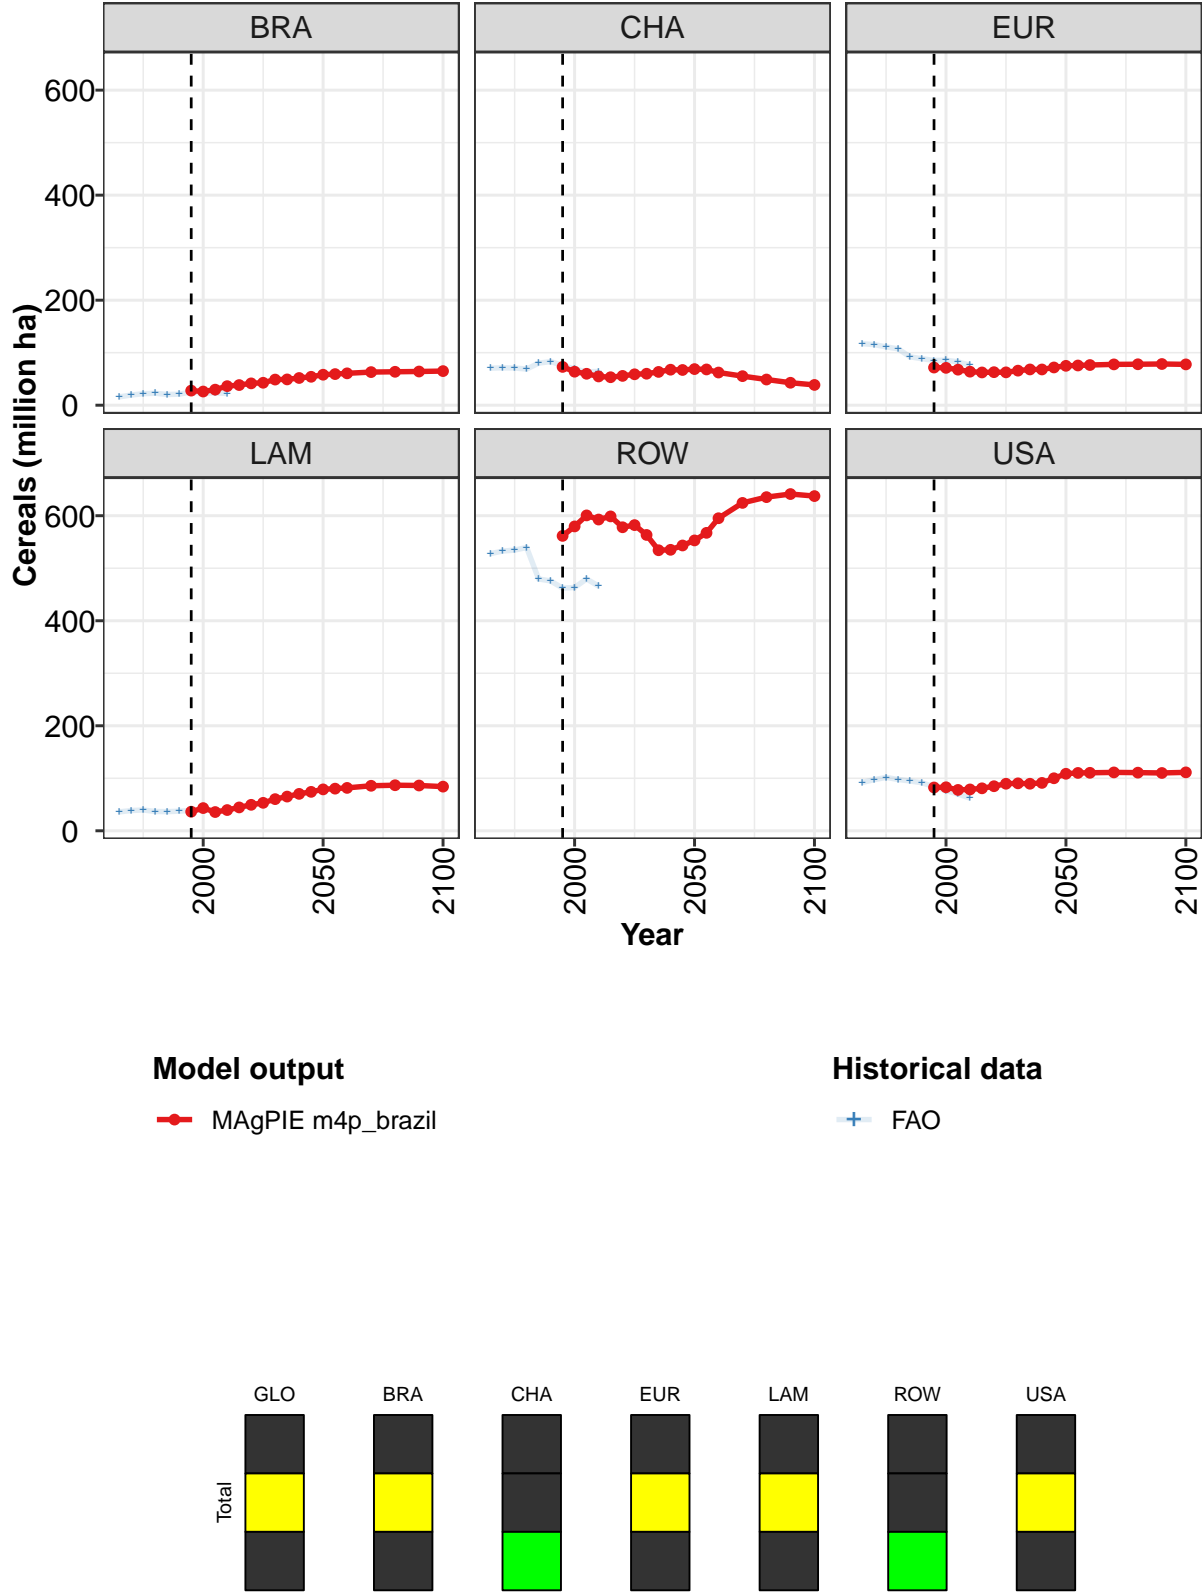 BRA CHA EUR
600
400
200
0
LAM ROW USA
600
400
200
0
Cereals (million ha)
2000 2050 2100 2000 2050 2100 2000 2050 2100
Year
Model output Historical data
MAgPIE m4p_brazil FAO
GLO BRA CHA EUR LAM ROW USA
Total